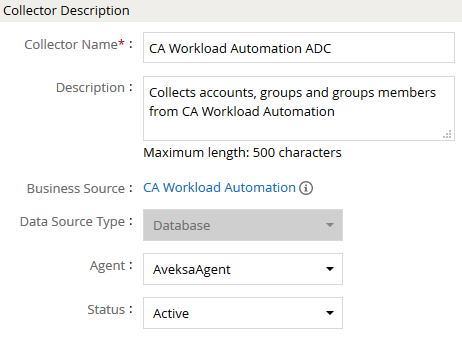 Collector Description
Collector Name* : CA Workload Automation ADC
Description : Collects accounts, groups and groups members
from CA Workload Automation
Maximum length: 500 characters
Business Source : CA Workload Automation
Data Source Type : Database
Agent : AveksaAgent
Status : Active